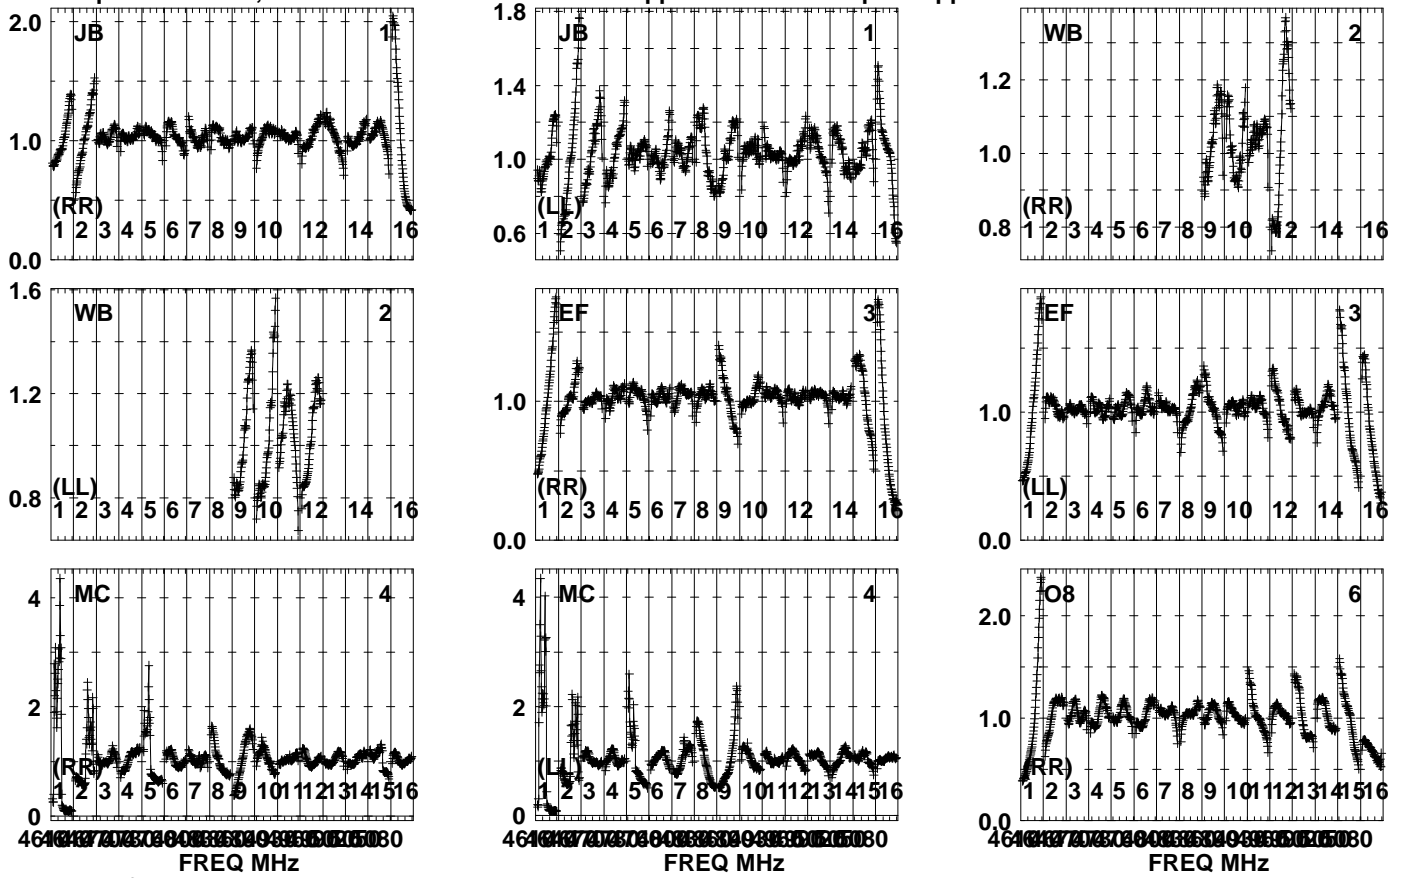 2.0 JB 1
1.0
(RR)
1 2 3 4 5 6 7 8 9 10 12 14 16
0.0
1.8 JB 1
1.4
1.0
(LL)
0.6 1 2 3 4 5 6 7 8 9 10 12 14 16
WB 2
1.2
1.0
(RR)
0.8 1 2 3 4 5 6 7 8 9 10 12 14 16
1.6 WB 2
1.2
(LL)
0.8
1 2 3 4 5 6 7 8 9 10 12 14 16
EF 3
1.0
(RR)
1 2 3 4 5 6 7 8 9 10 12 14 16
0.0
EF 3
1.0
(LL)
1 2 3 4 5 6 7 8 9 10 12 14 16
0.0
4 MC 4
2
(RR)
1 2 3 4 5 6 7 8 9 10 11 12 13 14 15 16
0
FREQ MHz
4 MC 4
2
(LL)
1 2 3 4 5 6 7 8 9 10 11 12 13 14 15 16
0
FREQ MHz
O8 6
2.0
1.0
(RR)
1 2 3 4 5 6 7 8 9 10 11 12 13 14 15 16
0.0
FREQ MHz